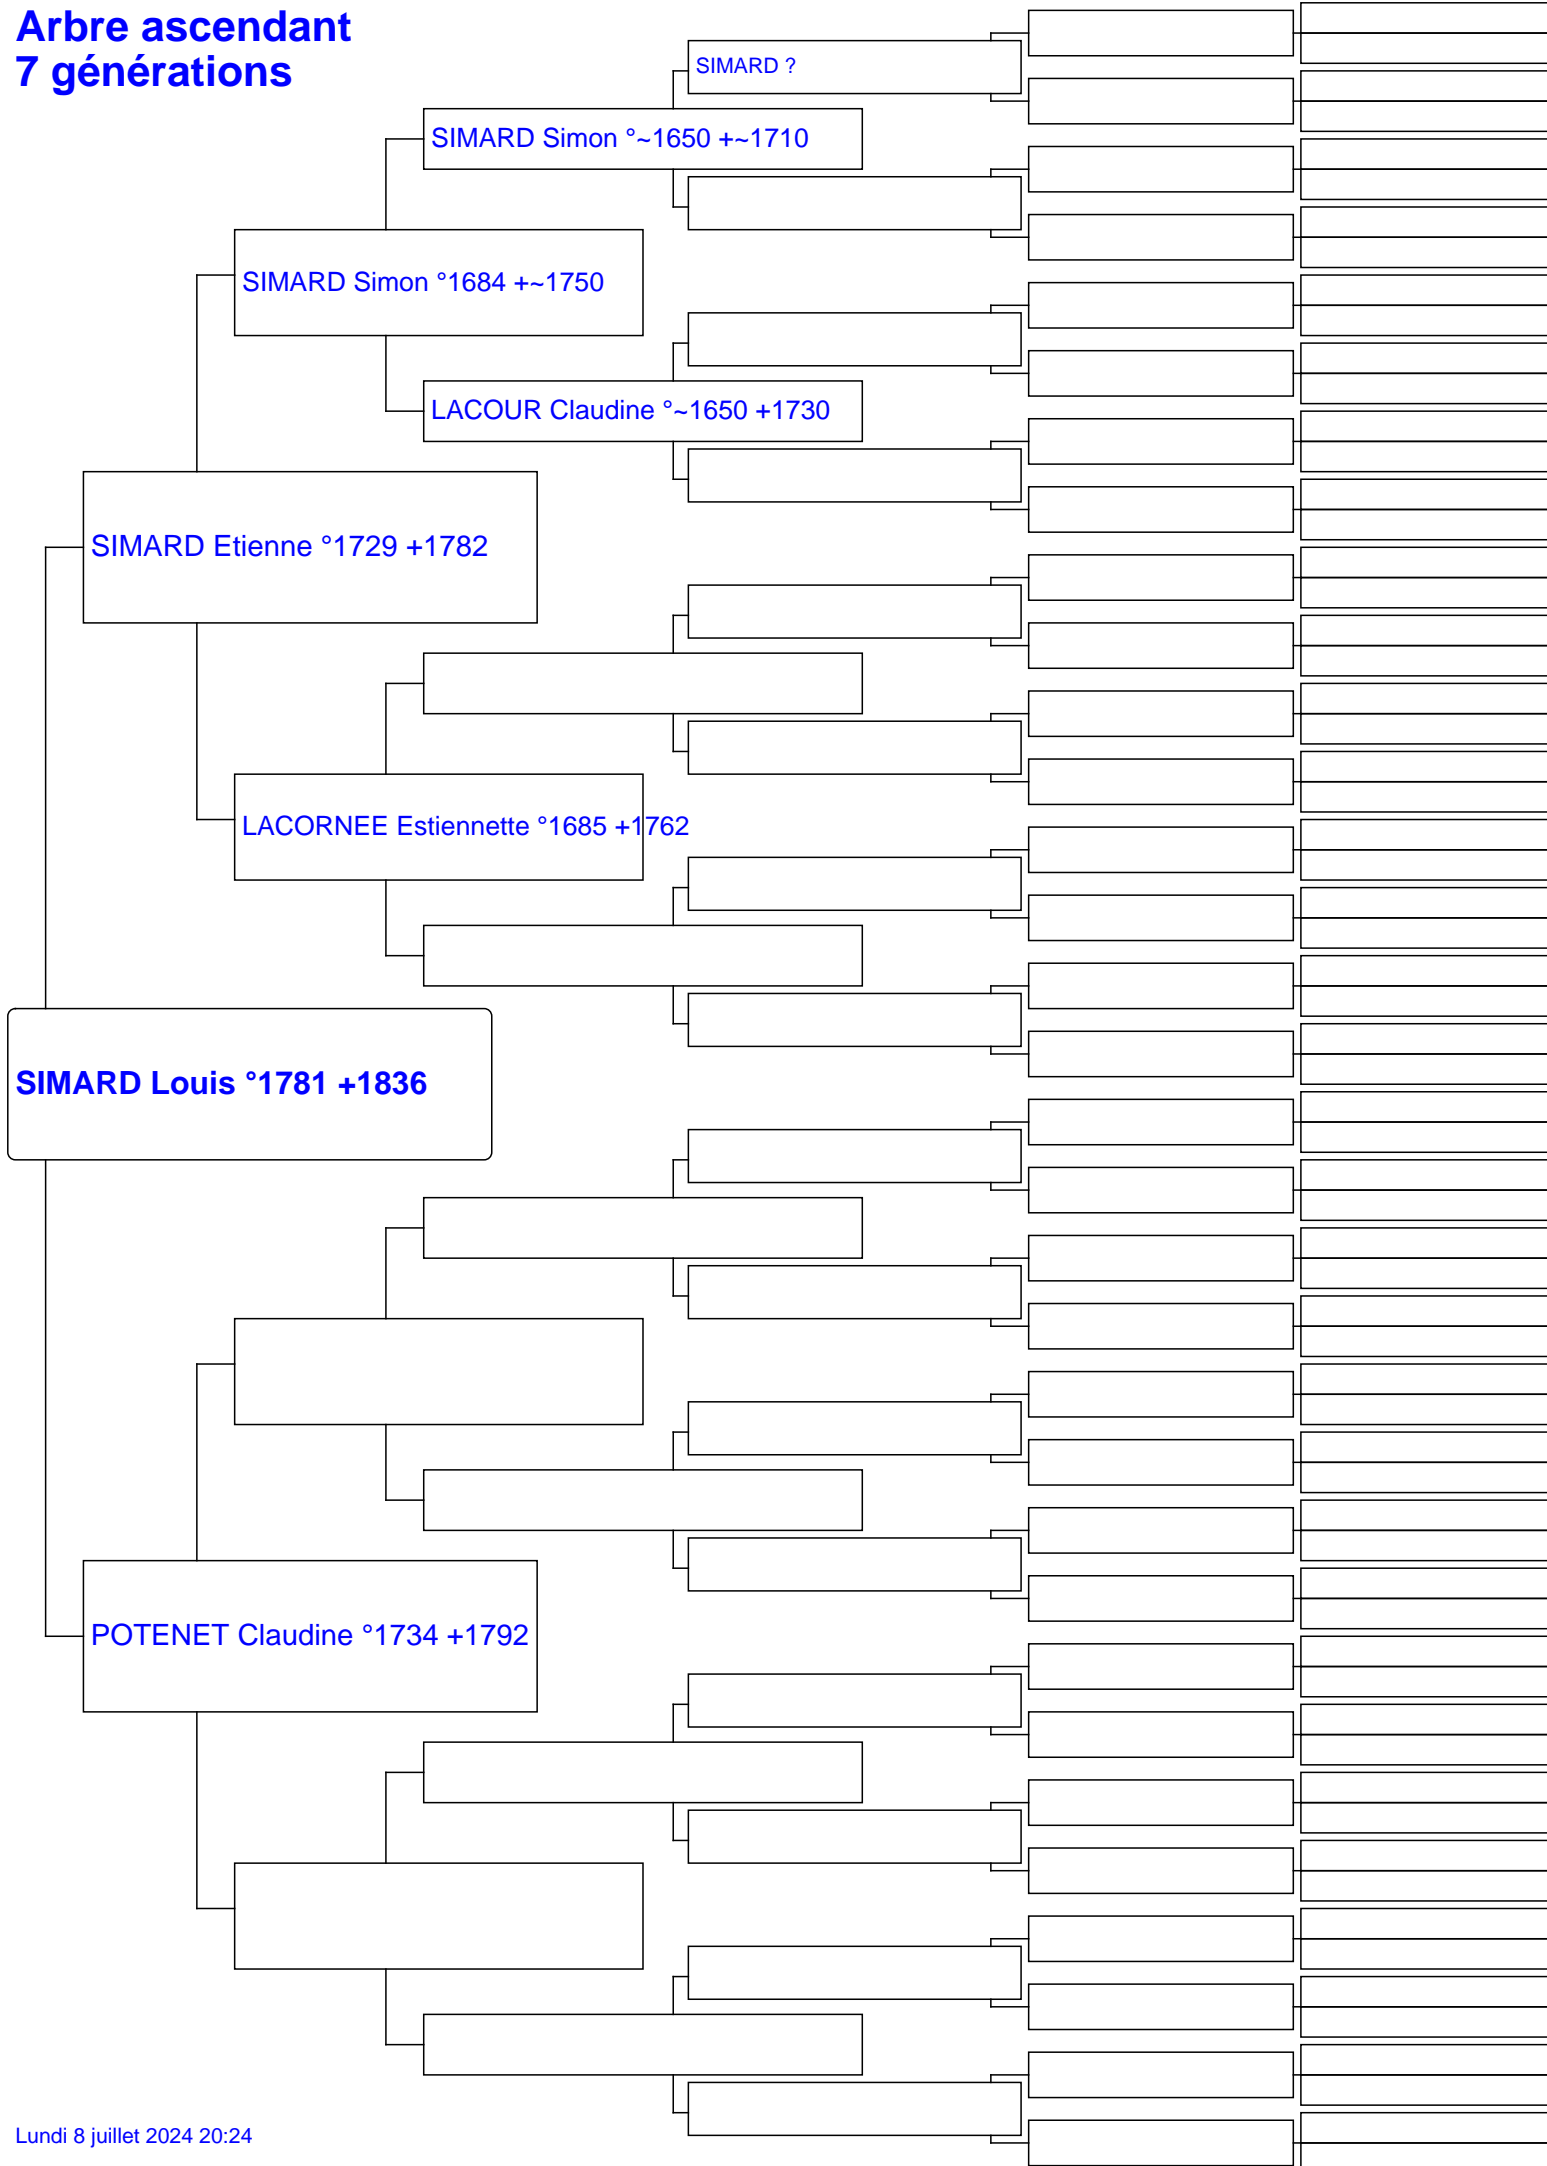 Arbre ascendant
7 générations
SIMARD ?
SIMARD Simon °~1650 +~1710
SIMARD Simon °1684 +~1750
LACOUR Claudine °~1650 +1730
SIMARD Etienne °1729 +1782
LACORNEE Estiennette °1685 +1762
SIMARD Louis °1781 +1836
POTENET Claudine °1734 +1792
Lundi 8 juillet 2024 20:24